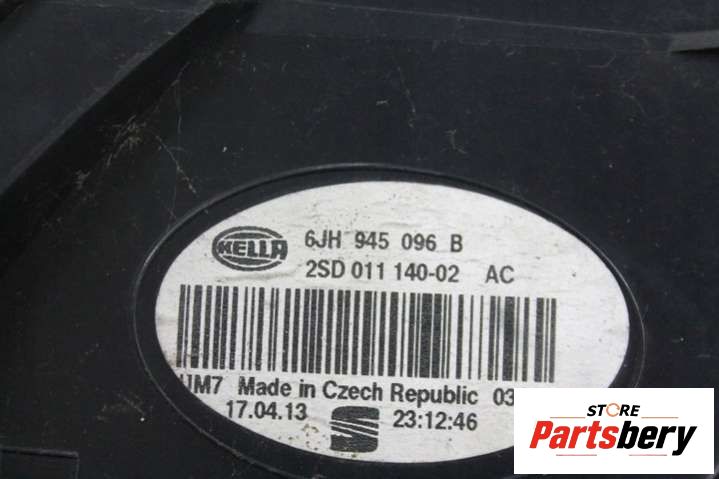 HELLA
6JH 945 096 B
2SD 011 140-02 AC
Made in Czech Republic 03
17.04.13 23:12:46
STORE
Partsbery